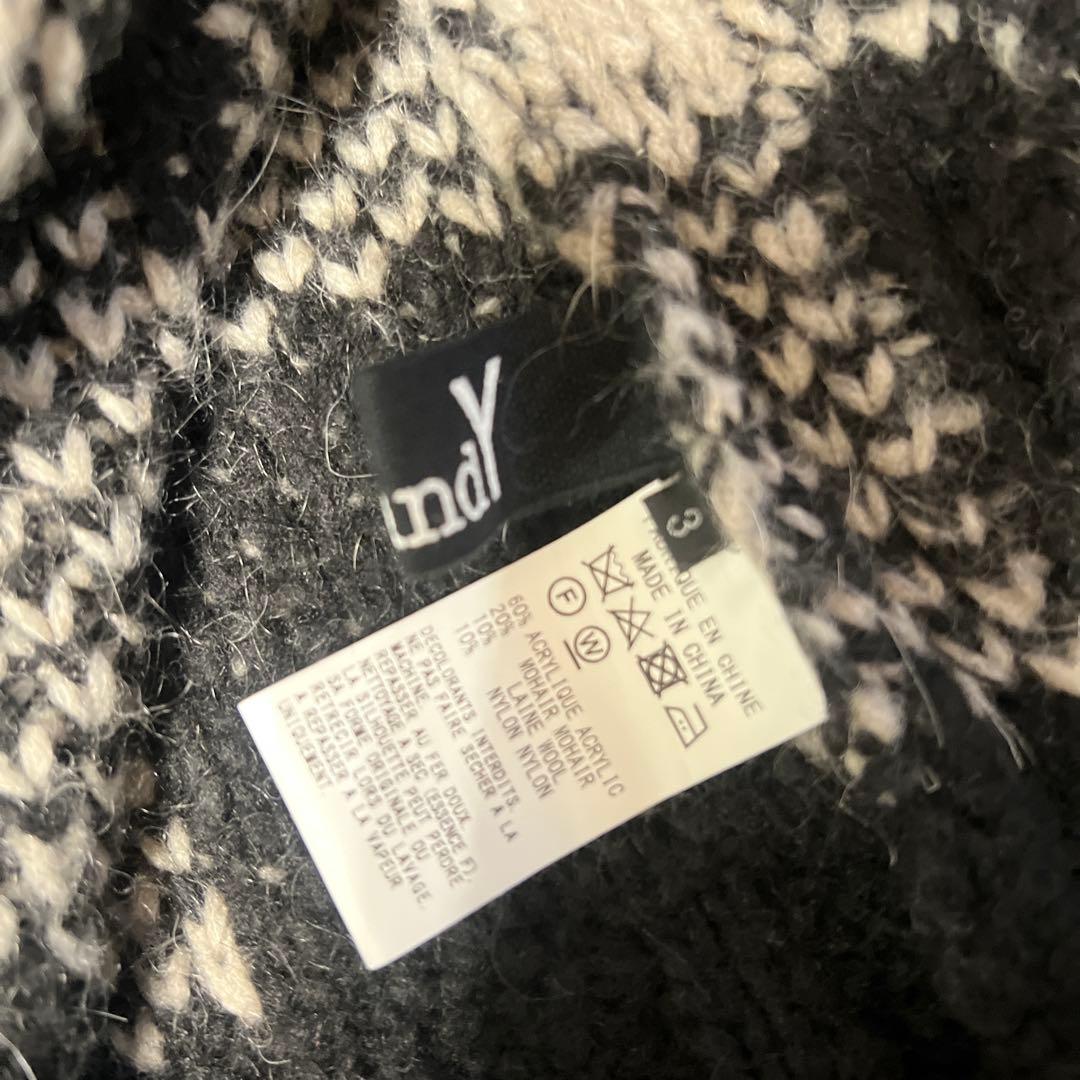 ndY
3
FABRIQUE EN CHINE
MADE IN CHINA
60% ACRYLIQUE ACRYLIC
20% MOHAIR MOHAIR
10% LAINE WOOL
10% NYLON NYLON
DECOLORANTS INTERDITS.
NE PAS FAIRE SECHER A LA
MACHINE
REPASSER AU FER DOUX.
NETTOYAGE A SEC (ESSENCE F).
LA SILHOUETTE PEUT PERDRE
SA FORME ORIGINALE OU
RETRECIR LORS DU LAVAGE.
A REPASSER A LA VAPEUR
UNIQUEMENT